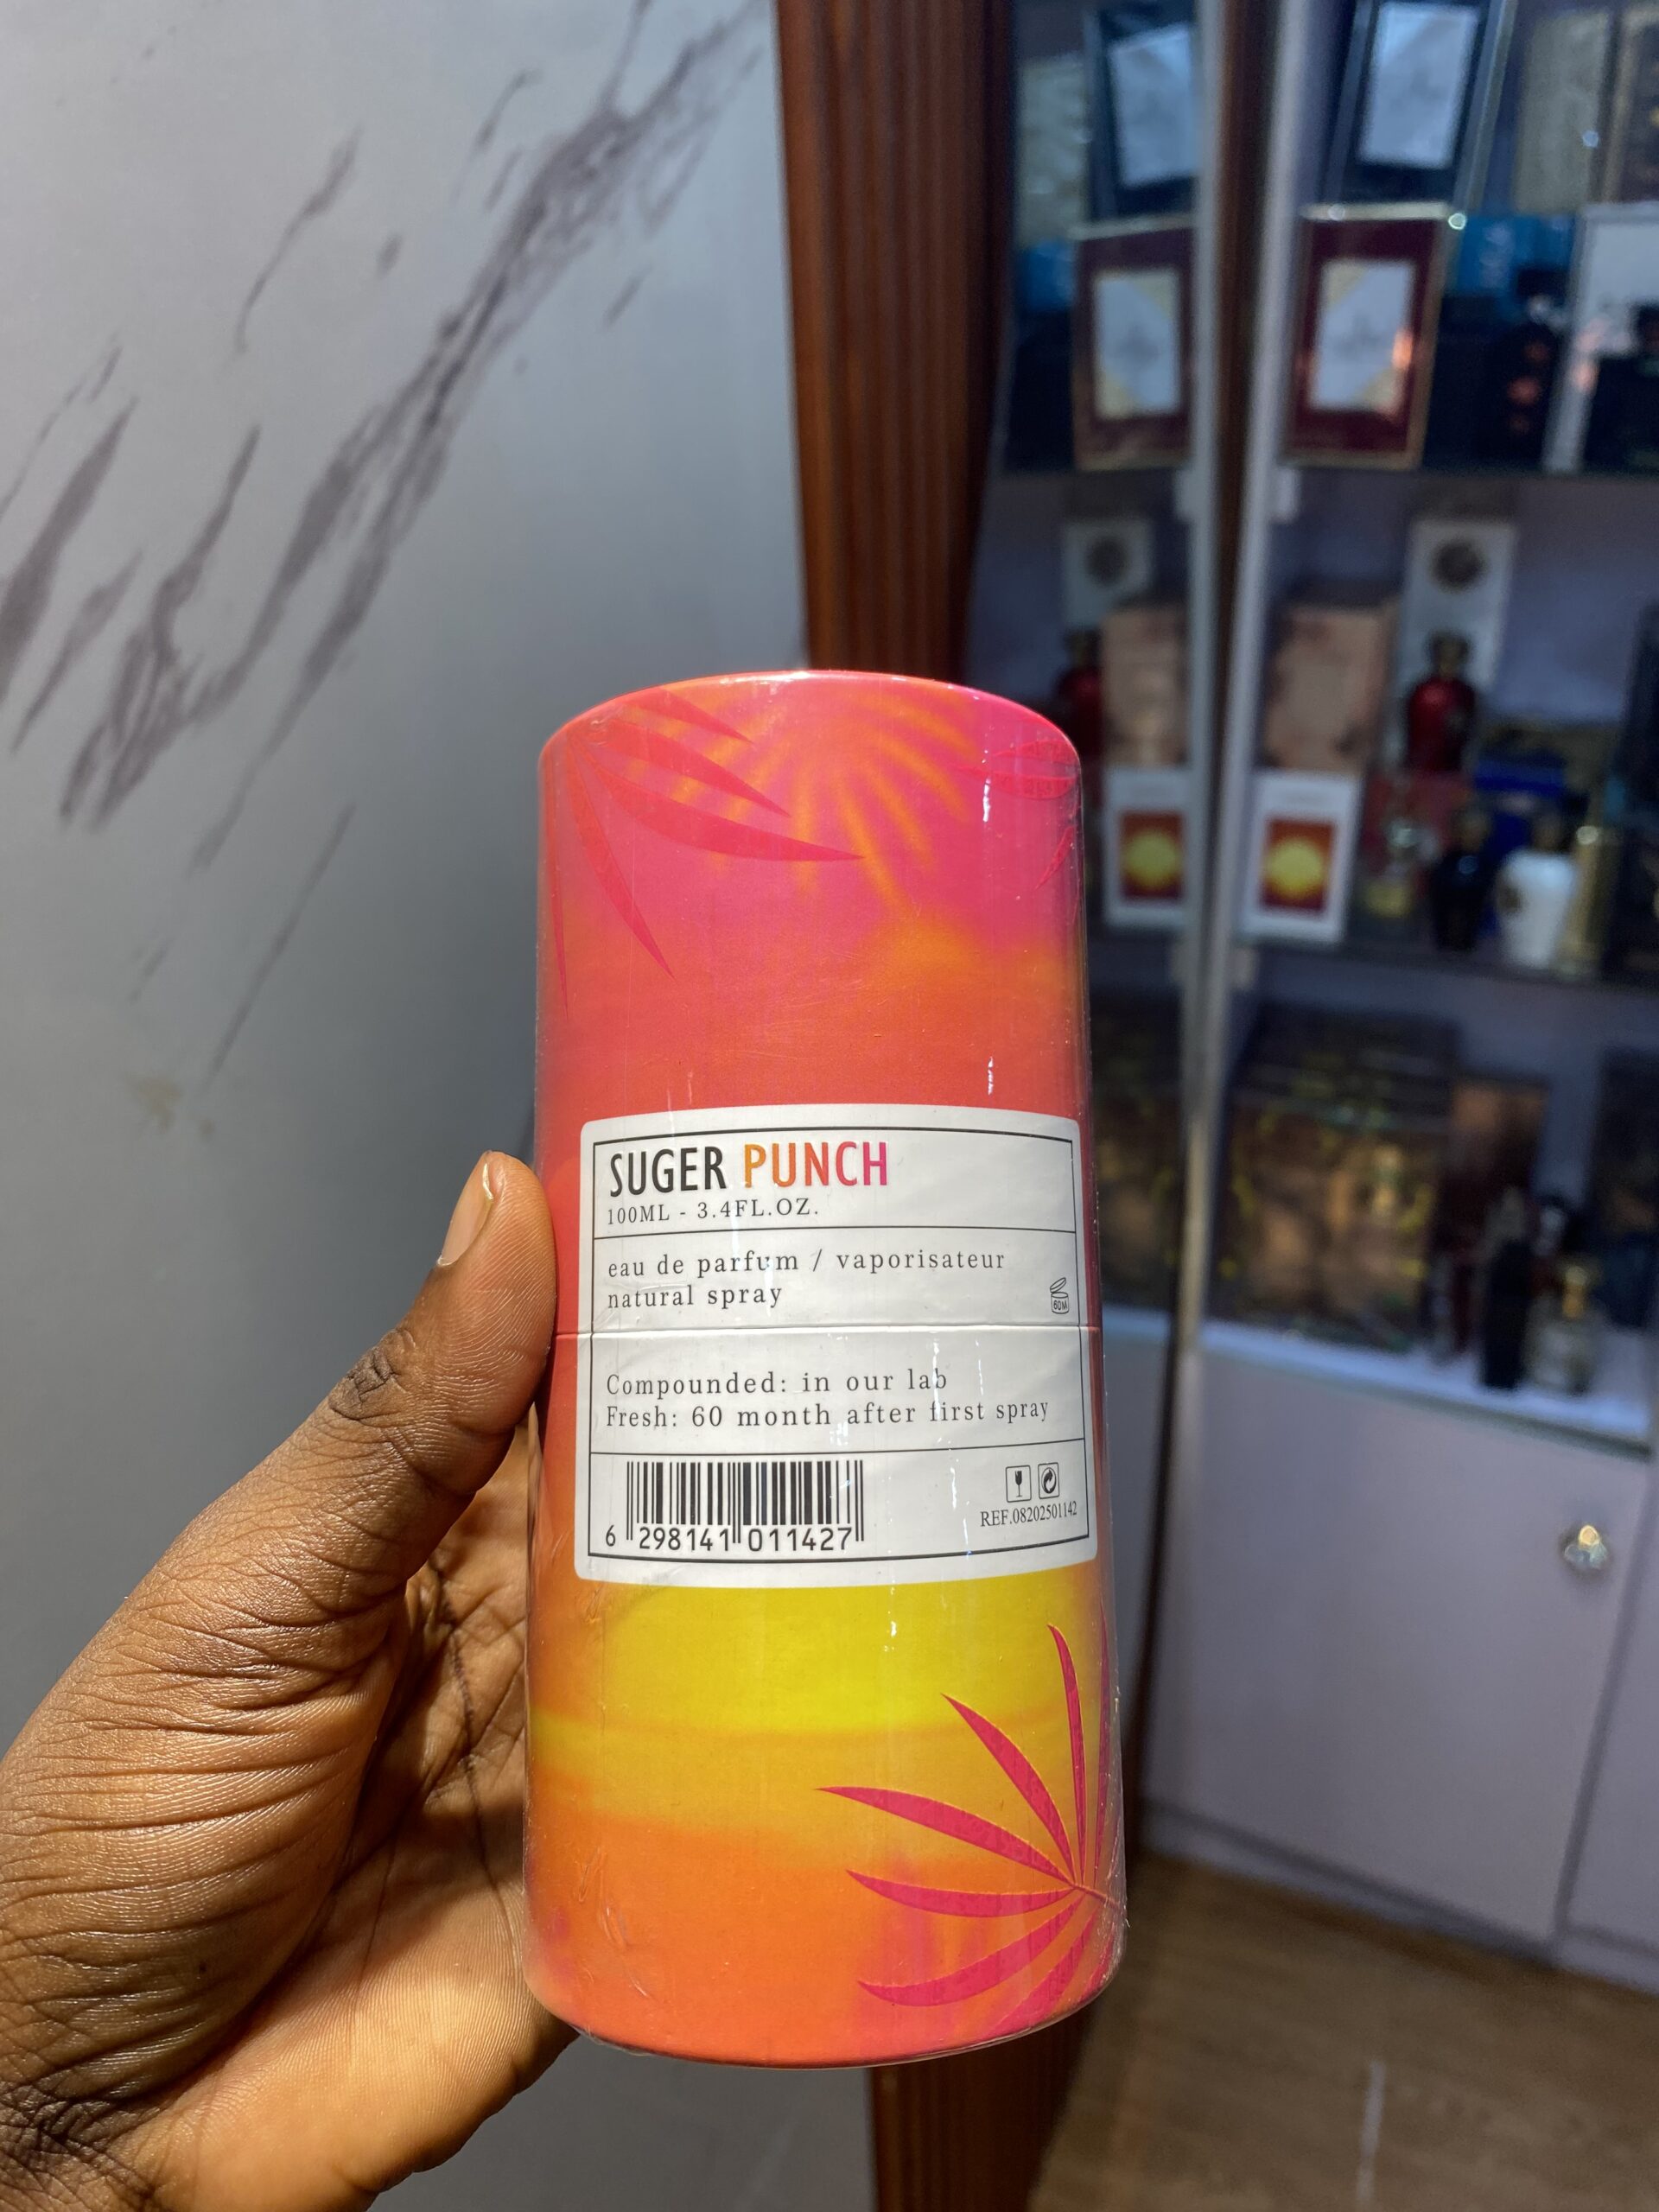 SUGER PUNCH
100ML - 3.4FL.OZ.
eau de parfum / vaporisateur
natural spray
60M
Compounded: in our lab
Fresh: 60 month after first spray
6 298141 011427
REF.08202501142